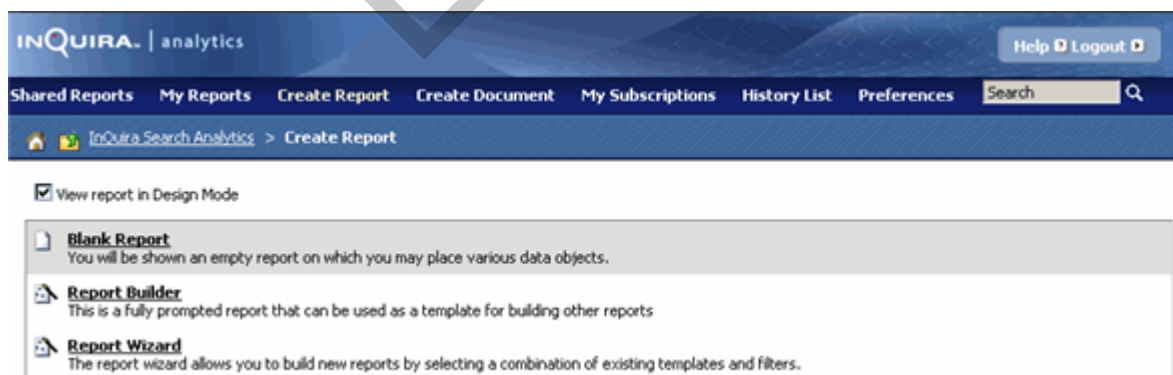 INQUIRA. | analytics
Help Logout
Shared Reports My Reports Create Report Create Document My Subscriptions History List Preferences Search
InQuira Search Analytics > Create Report
View report in Design Mode
Blank Report
You will be shown an empty report on which you may place various data objects.
Report Builder
This is a fully prompted report that can be used as a template for building other reports
Report Wizard
The report wizard allows you to build new reports by selecting a combination of existing templates and filters.